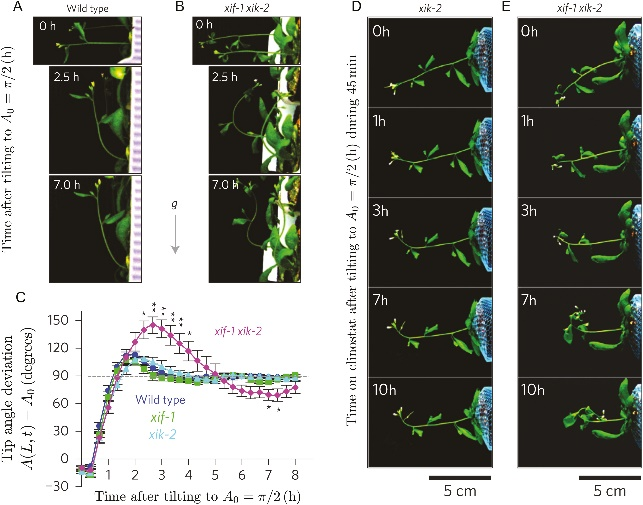 A
Wild type
B
xif-1 xik-2
D
xik-2
E
xif-1 xik-2
Time after tilting to A0 = π/2 (h)
0 h
2.5 h
7.0 h
0 h
2.5 h
7.0 h
g
C
Tip angle deviation
A(L, t)   A0 (degrees)
150
120
90
60
30
0
−30
xif-1 xik-2
Wild type
xif-1
xik-2
1 2 3 4 5 6 7 8
Time after tilting to A0 = π/2 (h)
Time on clinostat after tilting to A0 = π/2 (h) during 45 min
0h
1h
3h
7h
10h
5 cm
0h
1h
3h
7h
10h
5 cm